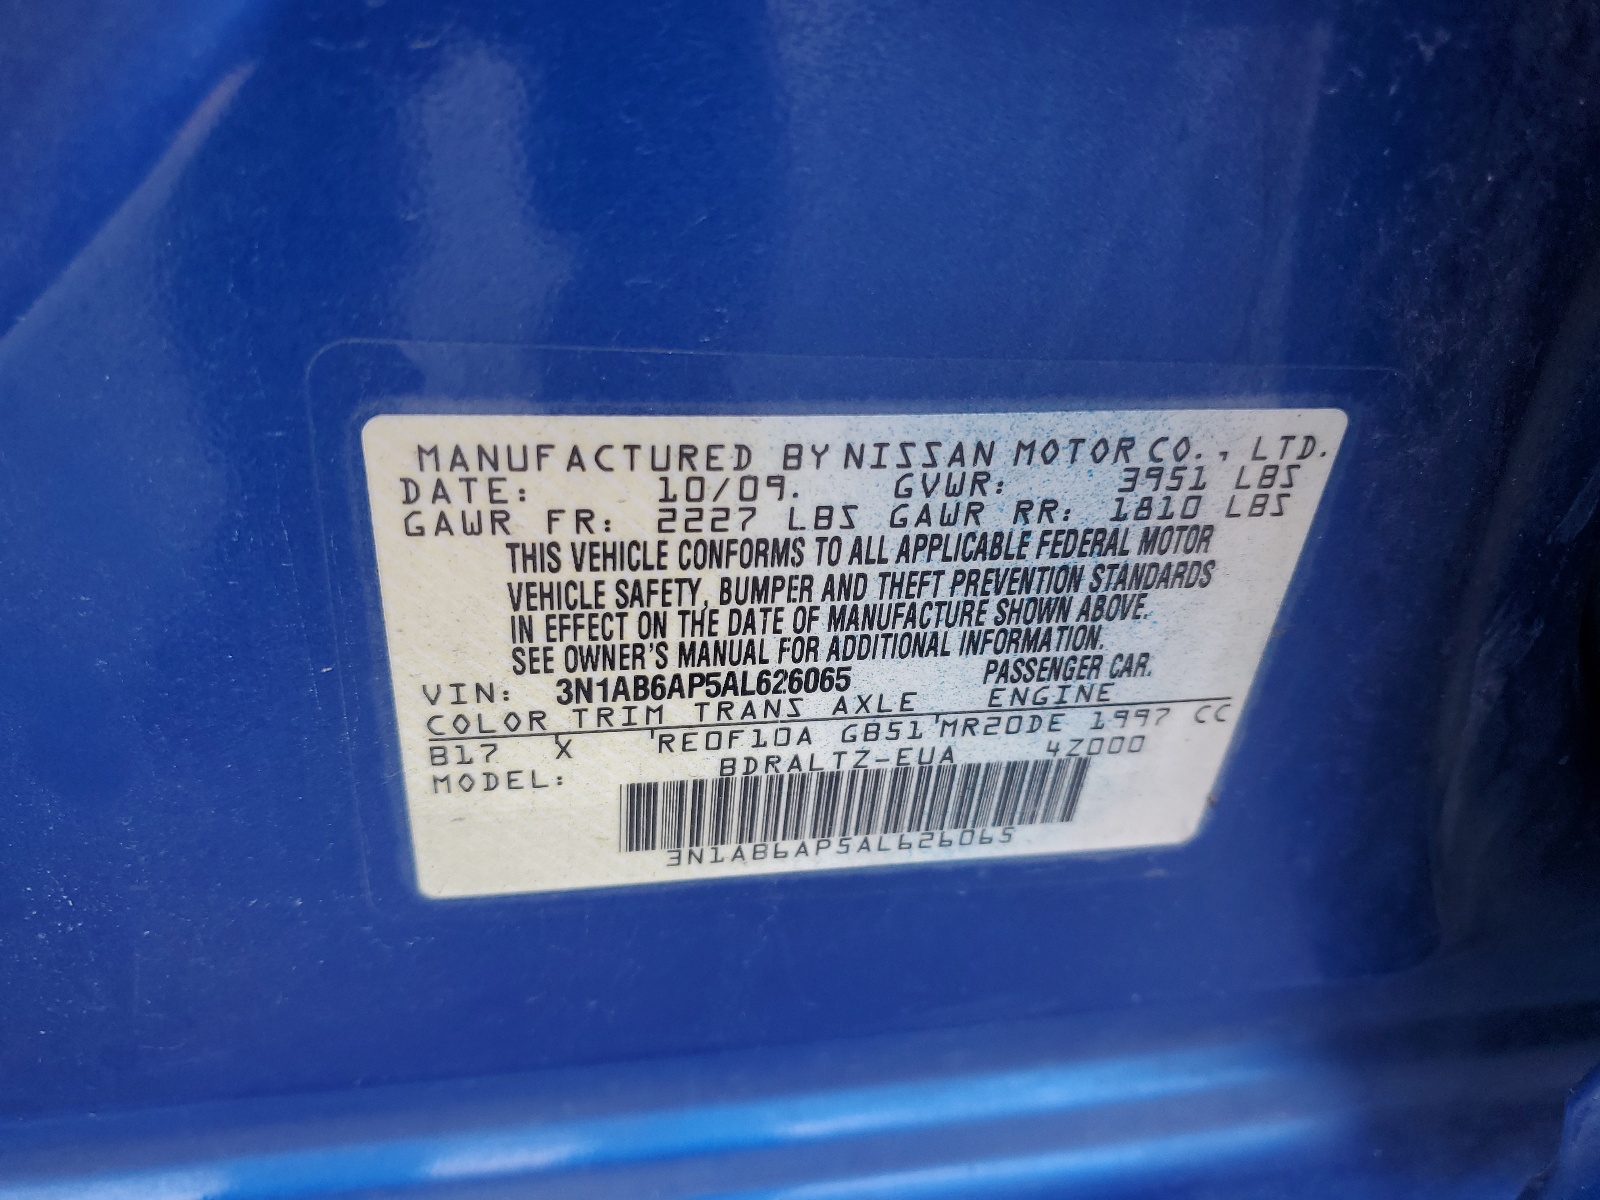 MANUFACTURED BY NISSAN MOTOR CO., LTD.
DATE: 10/09. GVWR: 3951 LBS
GAWR FR: 2227 LBS GAWR RR: 1810 LBS
THIS VEHICLE CONFORMS TO ALL APPLICABLE FEDERAL MOTOR
VEHICLE SAFETY, BUMPER AND THEFT PREVENTION STANDARDS
IN EFFECT ON THE DATE OF MANUFACTURE SHOWN ABOVE.
SEE OWNER'S MANUAL FOR ADDITIONAL INFORMATION.
VIN: 3N1AB6AP5AL626065 PASSENGER CAR.
COLOR TRIM TRANS AXLE ENGINE
B17 X RE0F10A GB51 MR20DE 1997 CC
MODEL: BDRALTZ-EUA 4Z000
3N1AB6AP5AL626065